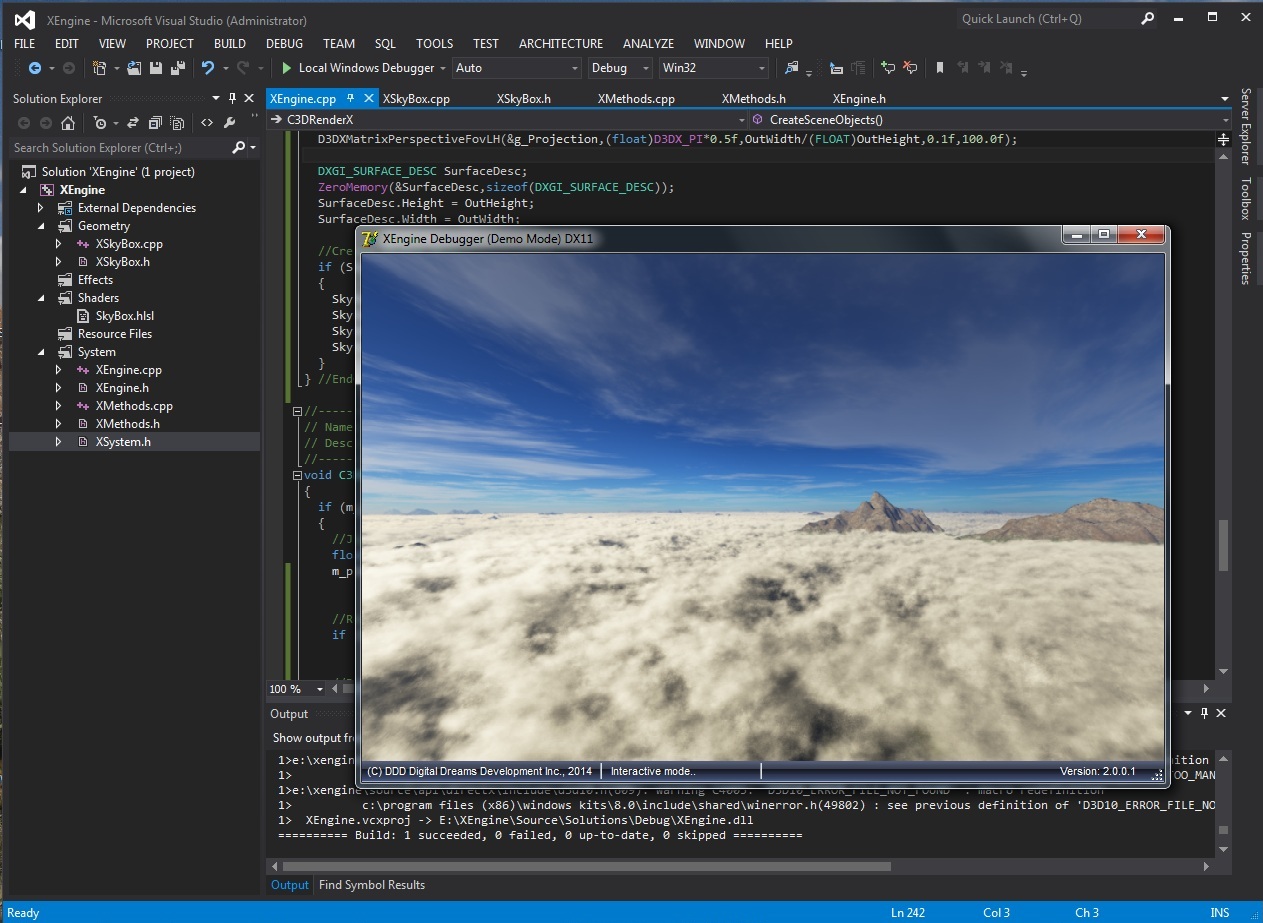 XEngine - Microsoft Visual Studio (Administrator)
Quick Launch (Ctrl+Q)
FILE EDIT VIEW PROJECT BUILD DEBUG TEAM SQL TOOLS TEST ARCHITECTURE ANALYZE WINDOW HELP
Local Windows Debugger Auto Debug Win32
Solution Explorer
Search Solution Explorer (Ctrl+;)
Solution 'XEngine' (1 project)
XEngine
External Dependencies
Geometry
XSkyBox.cpp
XSkyBox.h
Effects
Shaders
SkyBox.hlsl
Resource Files
System
XEngine.cpp
XEngine.h
XMethods.cpp
XMethods.h
XSystem.h
XEngine.cpp XSkyBox.cpp XSkyBox.h XMethods.cpp XMethods.h XEngine.h
C3DRenderX CreateSceneObjects()
D3DXMatrixPerspectiveFovLH(&g_Projection,(float)D3DX_PI*0.5f,OutWidth/(FLOAT)OutHeight,0.1f,100.0f);
DXGI_SURFACE_DESC SurfaceDesc;
ZeroMemory(&SurfaceDesc,sizeof(DXGI_SURFACE_DESC));
SurfaceDesc.Height = OutHeight;
SurfaceDesc.Width = OutWidth;
//Cre
if (S
{
Sky
Sky
Sky
Sky
}
} //End
//-----
// Name
// Desc
//-----
void C3
{
if (m_
{
//J
flo
m_p
//R
if
100 %
Server Explorer
Toolbox
Properties
XEngine Debugger (Demo Mode) DX11
(C) DDD Digital Dreams Development Inc., 2014 Interactive mode.. Version: 2.0.0.1
Output
Show output fr
1>e:\xengin nition
1> OO_MAN
1>e:\xengine\source\api\directx\include\d3d10.h(609): warning C4005: 'D3D10_ERROR_FILE_NOT_FOUND' : macro redefinition
1> c:\program files (x86)\windows kits\8.0\include\shared\winerror.h(49802) : see previous definition of 'D3D10_ERROR_FILE_NO
1> XEngine.vcxproj -> E:\XEngine\Source\Solutions\Debug\XEngine.dll
========== Build: 1 succeeded, 0 failed, 0 up-to-date, 0 skipped ==========
Output Find Symbol Results
Ready Ln 242 Col 3 Ch 3 INS